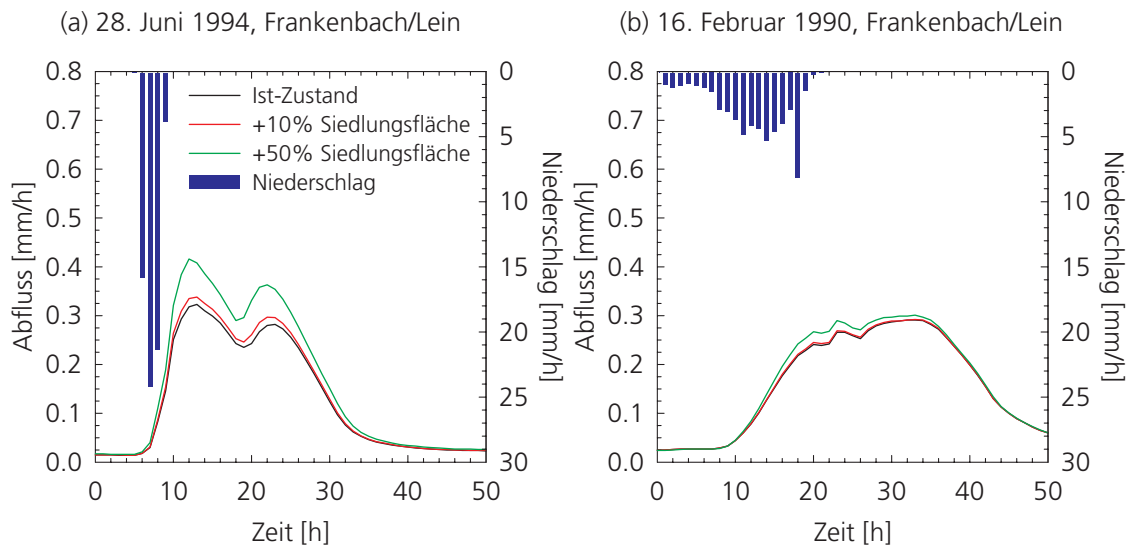 (a) 28. Juni 1994, Frankenbach/Lein
0.8
0.7
0.6
0.5
0.4
0.3
0.2
0.1
0.0
Abfluss [mm/h]
0
5
10
15
20
25
30
Niederschlag [mm/h]
Ist-Zustand
+10% Siedlungsfläche
+50% Siedlungsfläche
Niederschlag
0 10 20 30 40 50
Zeit [h]
(b) 16. Februar 1990, Frankenbach/Lein
0.8
0.7
0.6
0.5
0.4
0.3
0.2
0.1
0.0
Abfluss [mm/h]
0
5
10
15
20
25
30
Niederschlag [mm/h]
0 10 20 30 40 50
Zeit [h]